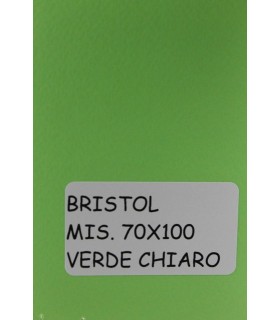 BRISTOL
MIS. 70X100
VERDE CHIARO